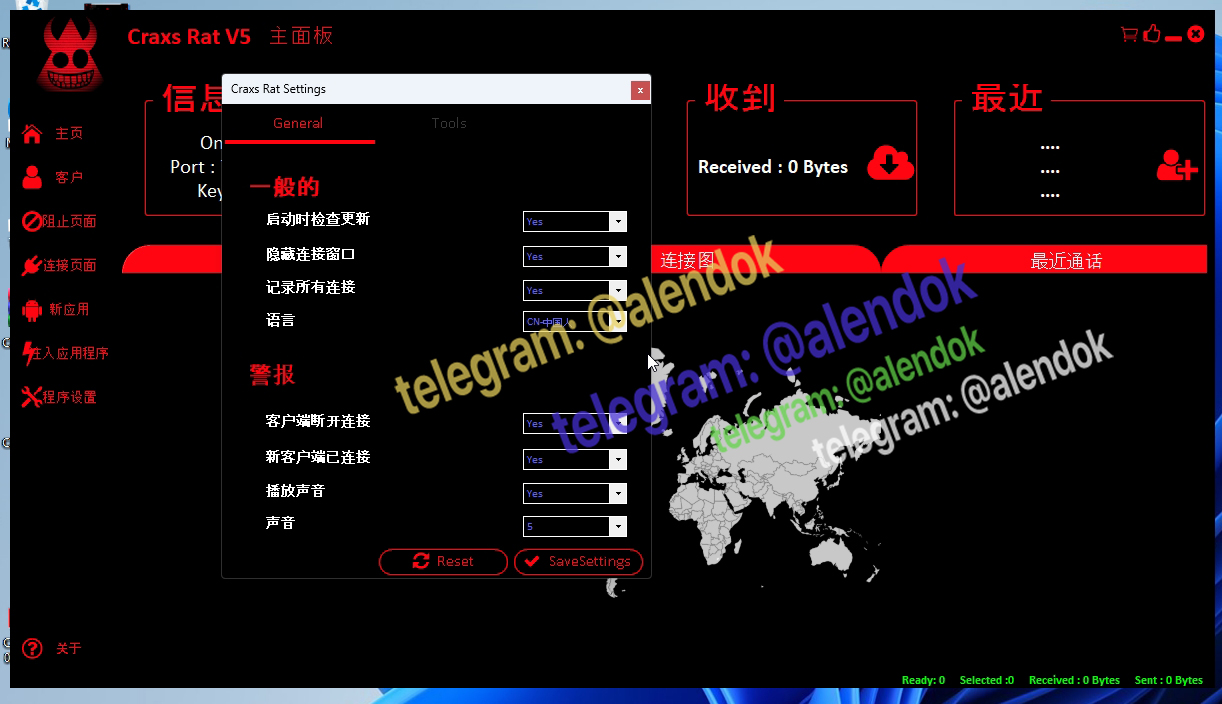 Craxs Rat V5 主面板
主页
客户
阻止页面
连接页面
新应用
注入应用程序
程序设置
关于
信息
Port :
Key
Craxs Rat Settings
x
General
Tools
一般的
启动时检查更新 Yes
隐藏连接窗口 Yes
记录所有连接 Yes
语言 CN-中国人
警报
客户端断开连接 Yes
新客户端已连接 Yes
播放声音 Yes
声音 5
Reset
SaveSettings
收到
Received : 0 Bytes
最近
....
....
....
连接图
最近通话
telegram: @alendok
telegram: @alendok
telegram: @alendok
telegram: @alendok
Ready: 0 Selected :0 Received : 0 Bytes Sent : 0 Bytes